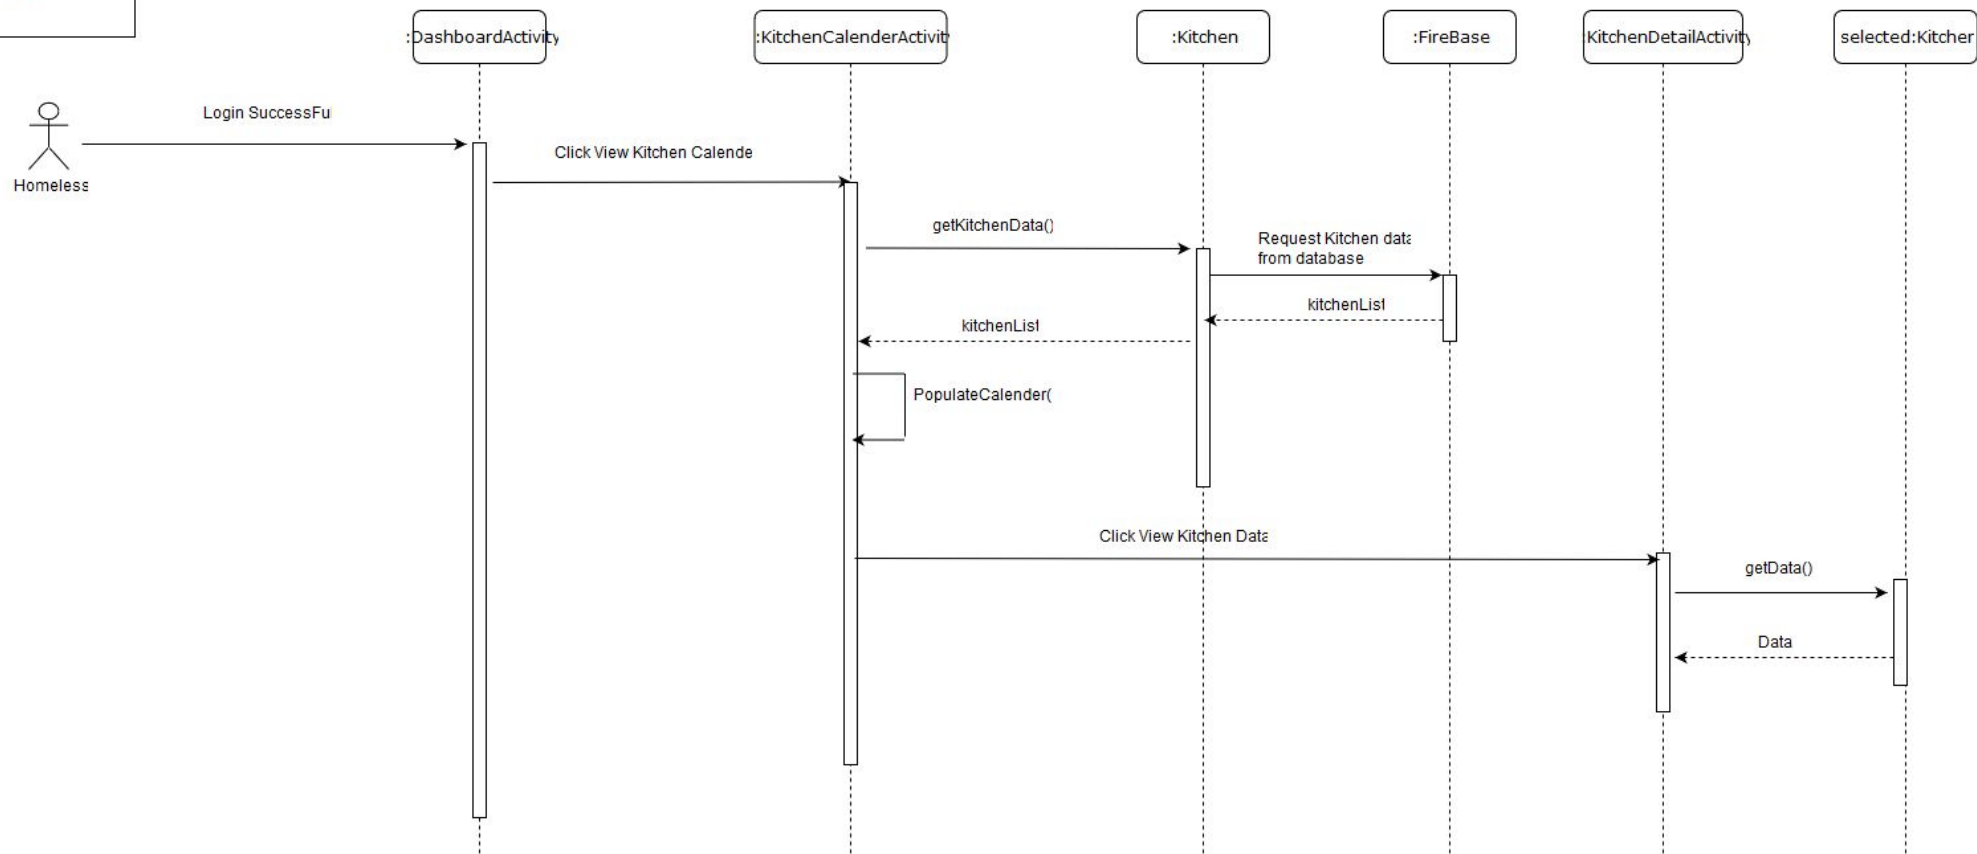 :DashboardActivity
:KitchenCalenderActivit
:Kitchen
:FireBase
KitchenDetailActivity
selected:Kitcher
Login SuccessFu
Homeless
Click View Kitchen Calende
getKitchenData()
Request Kitchen data
from database
kitchenList
kitchenList
PopulateCalender(
Click View Kitchen Data
getData()
Data